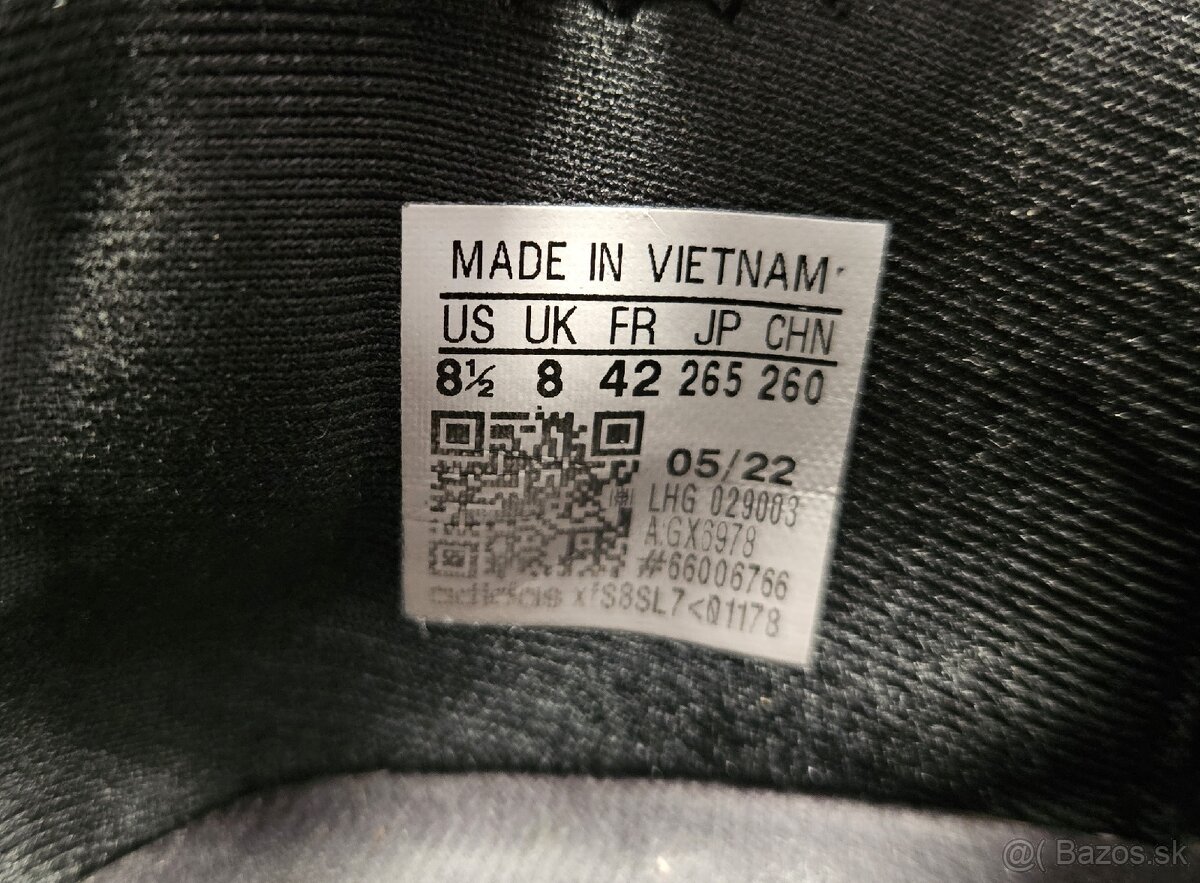 MADE IN VIETNAM
US UK FR JP CHN
8½ 8 42 265 260
05/22
LHG 029003
A:GX6978
#66006766
adidas xfS8SL7<01178
@( Bazos.sk